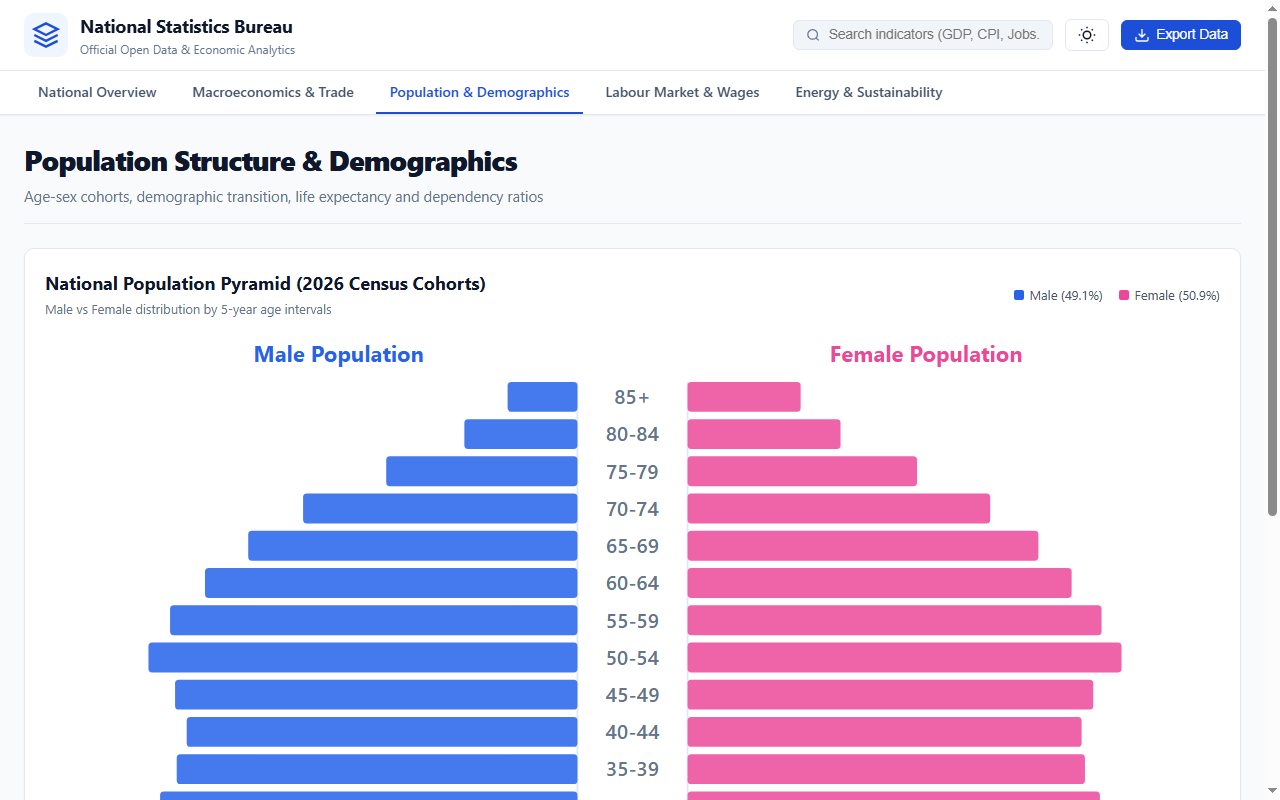 National Statistics Bureau
Official Open Data & Economic Analytics
Search indicators (GDP, CPI, Jobs.
Export Data
National Overview
Macroeconomics & Trade
Population & Demographics
Labour Market & Wages
Energy & Sustainability
Population Structure & Demographics
Age-sex cohorts, demographic transition, life expectancy and dependency ratios
National Population Pyramid (2026 Census Cohorts)
Male vs Female distribution by 5-year age intervals
Male (49.1%)
Female (50.9%)
Male Population
Female Population
85+
80-84
75-79
70-74
65-69
60-64
55-59
50-54
45-49
40-44
35-39